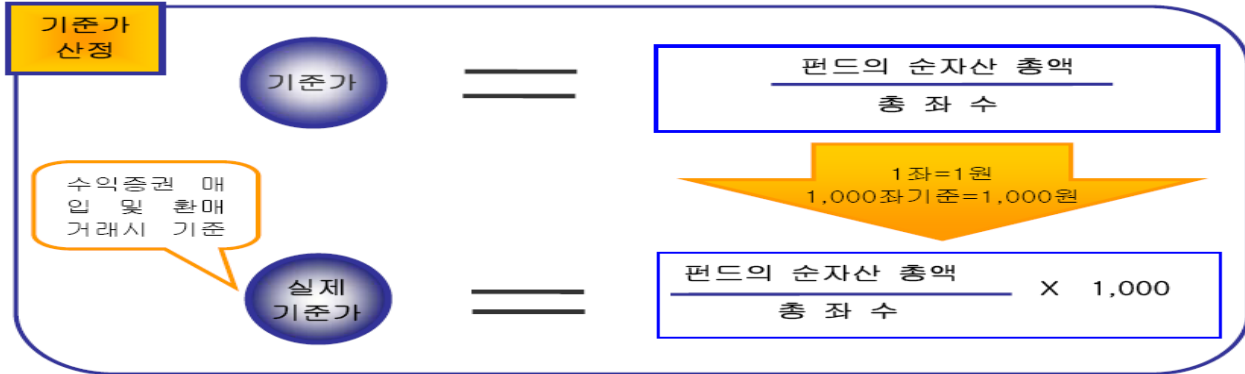 기준가
산정
기준가
펀드의 순자산 총액
총 좌 수
1좌=1원
1,000좌기준=1,000원
수익증권 매
입 및 환매
거래시 기준
실제
기준가
펀드의 순자산 총액
총 좌 수
X 1,000